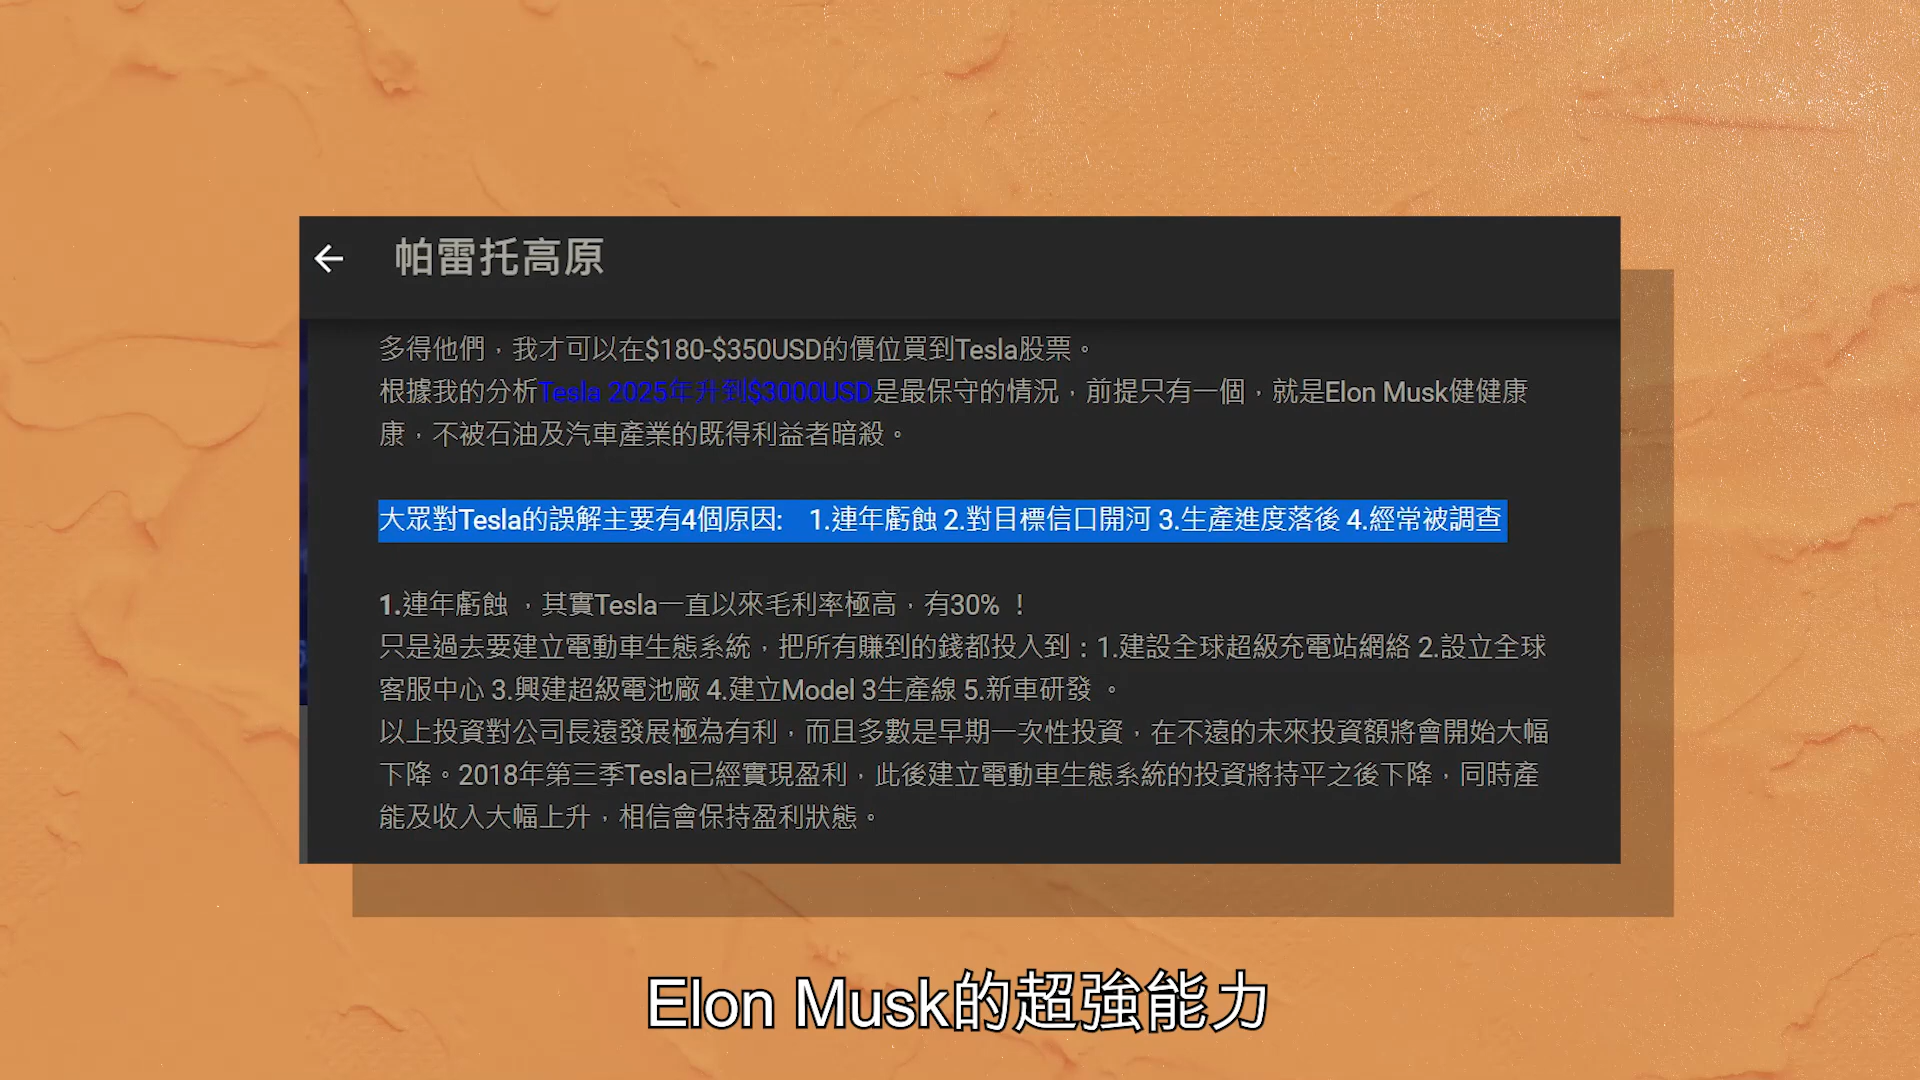 帕雷托高原
多得他們，我才可以在$180-$350USD的價位買到Tesla股票。
根據我的分析Tesla 2025年升到$3000USD是最保守的情況，前提只有一個，就是Elon Musk健健康
康，不被石油及汽車產業的既得利益者暗殺。
大眾對Tesla的誤解主要有4個原因: 1.連年虧蝕 2.對目標信口開河 3.生產進度落後 4.經常被調查
1.連年虧蝕 ，其實Tesla一直以來毛利率極高，有30% ！
只是過去要建立電動車生態系統，把所有賺到的錢都投入到：1.建設全球超級充電站網絡 2.設立全球
客服中心 3.興建超級電池廠 4.建立Model 3生產線 5.新車研發 。
以上投資對公司長遠發展極為有利，而且多數是早期一次性投資，在不遠的未來投資額將會開始大幅
下降。2018年第三季Tesla已經實現盈利，此後建立電動車生態系統的投資將持平之後下降，同時產
能及收入大幅上升，相信會保持盈利狀態。
Elon Musk的超強能力